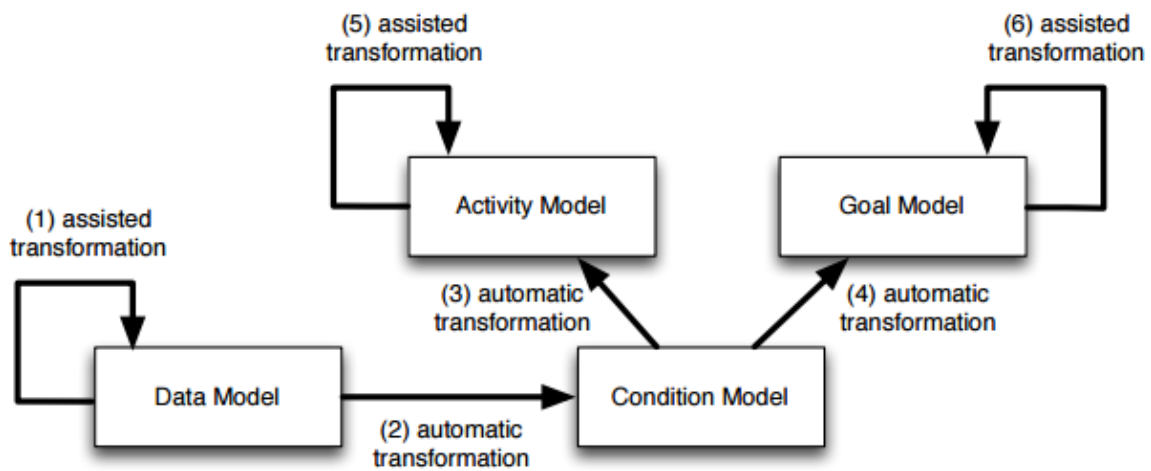 (5) assisted
transformation
(6) assisted
transformation
Activity Model
Goal Model
(1) assisted
transformation
(3) automatic
transformation
(4) automatic
transformation
Data Model
Condition Model
(2) automatic
transformation